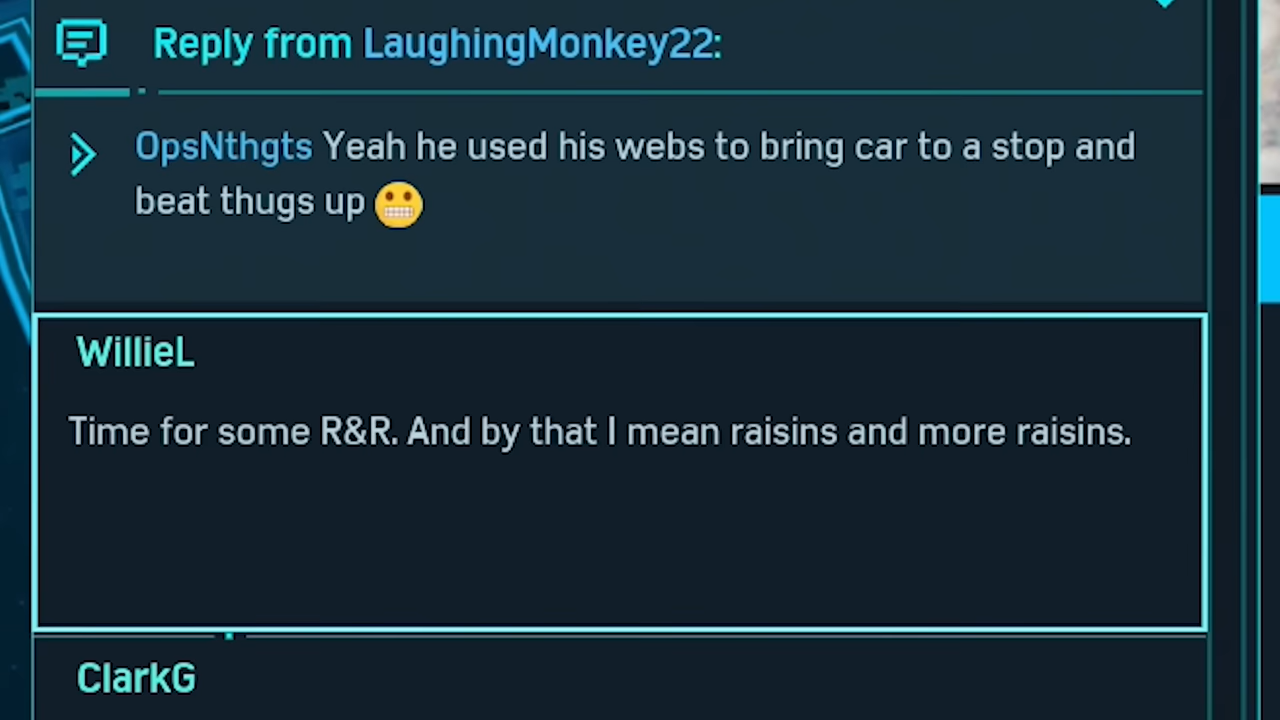 Reply from LaughingMonkey22:
OpsNthgts Yeah he used his webs to bring car to a stop and
beat thugs up 😬
WillieL
Time for some R&R. And by that I mean raisins and more raisins.
ClarkG